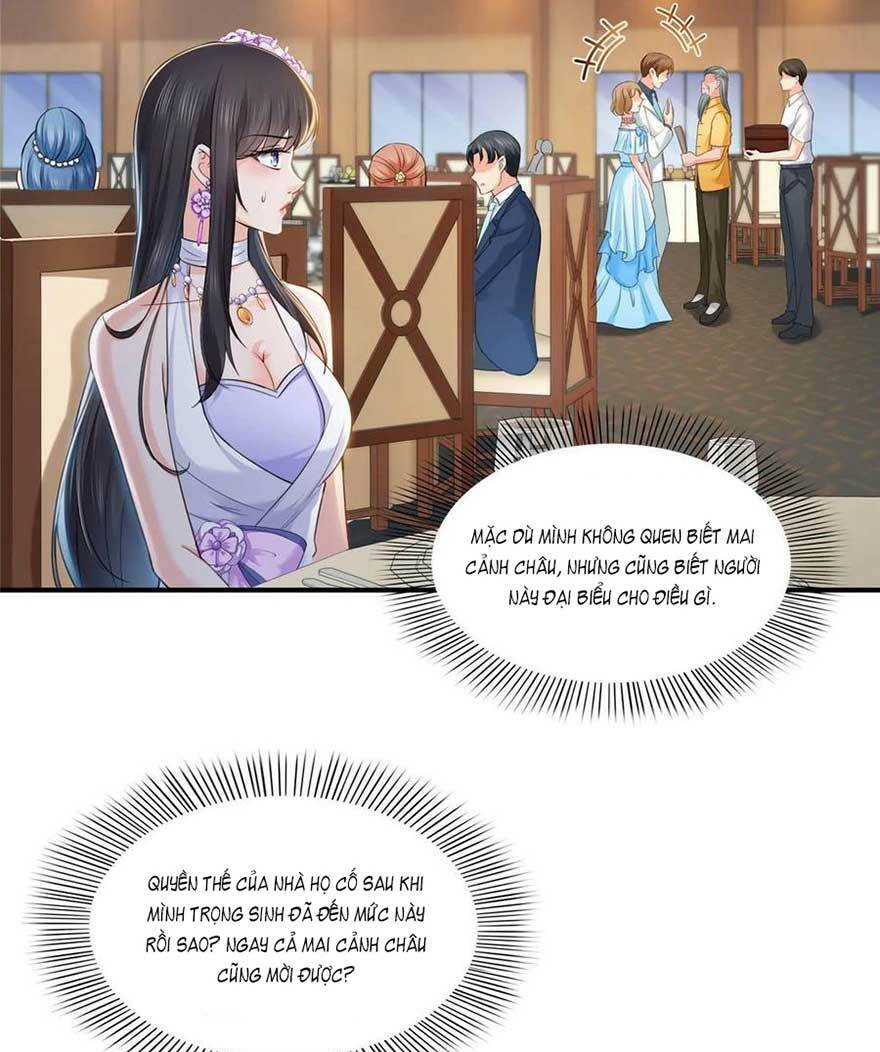 MẶC DÙ MÌNH KHÔNG QUEN BIẾT MAI
CẢNH CHÂU, NHƯNG CŨNG BIẾT NGƯỜI
NÀY ĐẠI BIỂU CHO ĐIỀU GÌ.
QUYỀN THẾ CỦA NHÀ HỌ CỐ SAU KHI
MÌNH TRỌNG SINH ĐÃ ĐẾN MỨC NÀY
RỒI SAO? NGAY CẢ MAI CẢNH CHÂU
CŨNG MỜI ĐƯỢC?